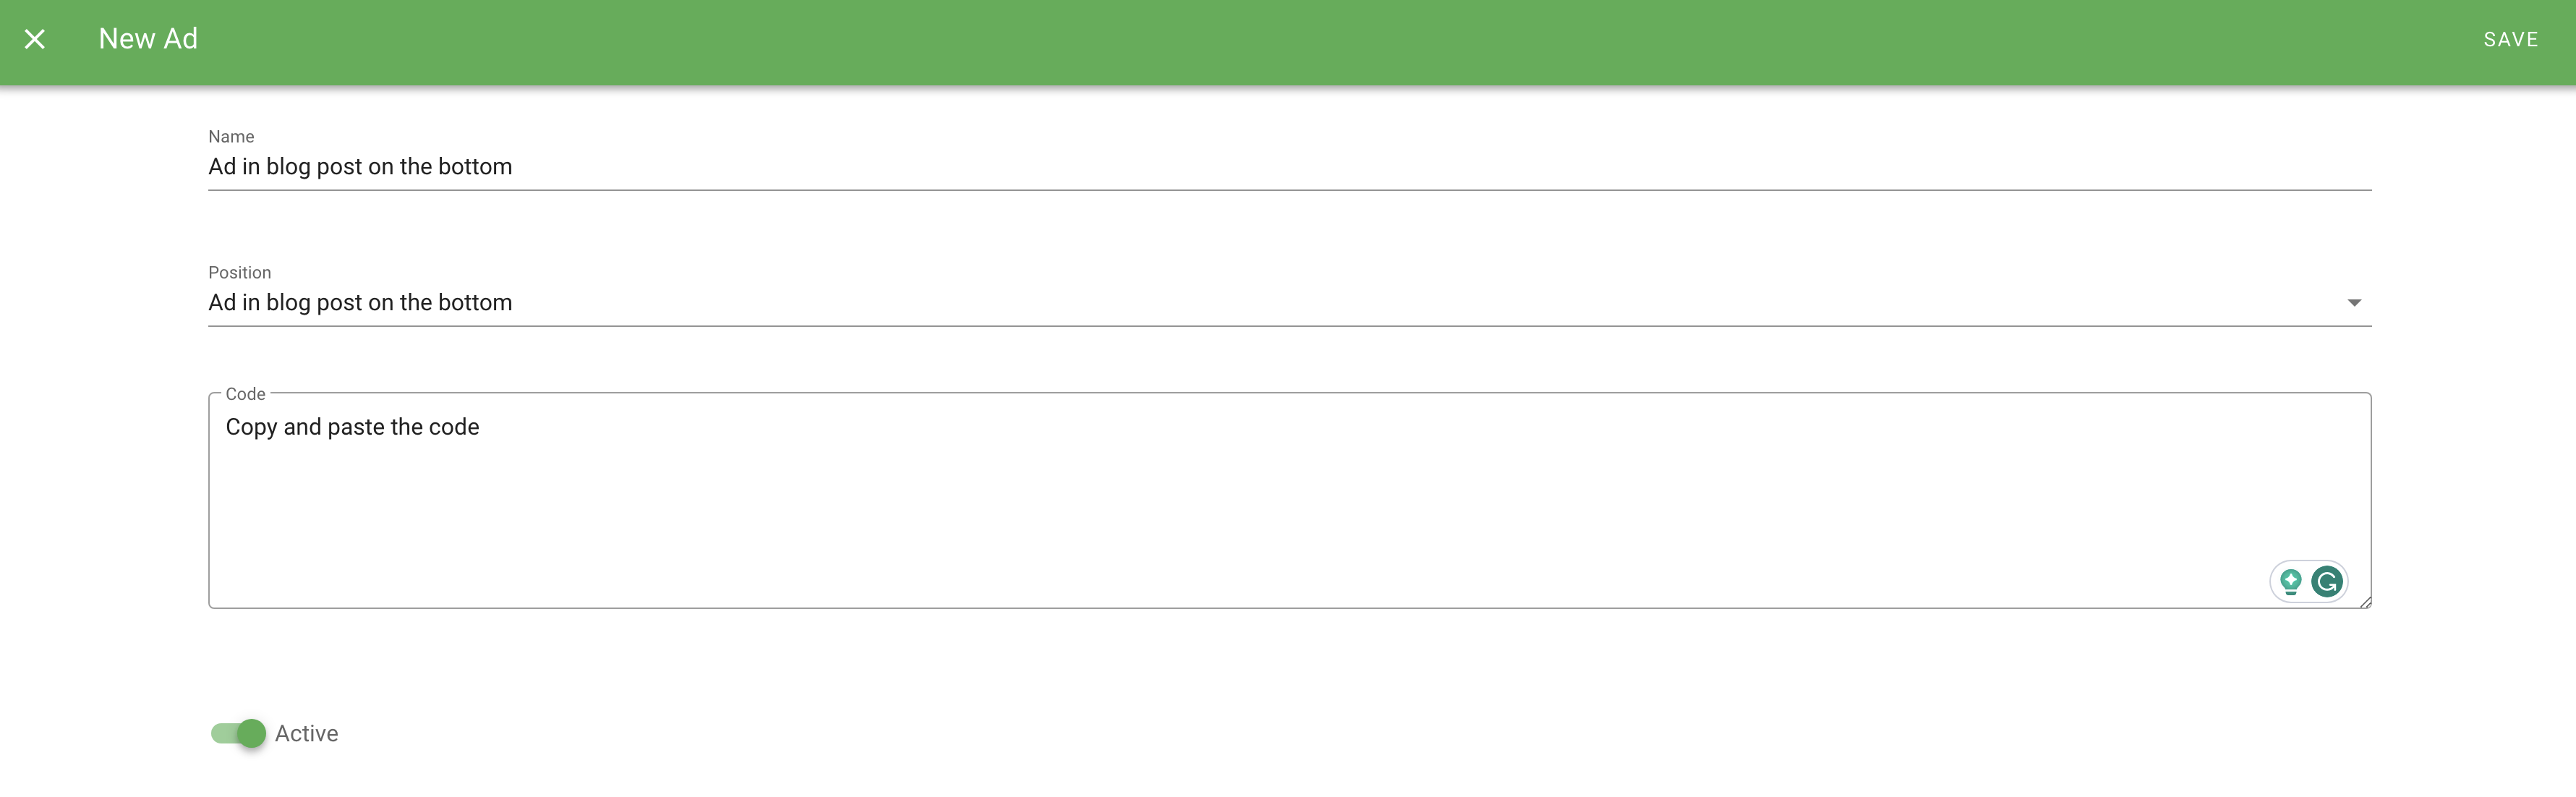 New Ad
SAVE
Name
Ad in blog post on the bottom
Position
Ad in blog post on the bottom
Code
Copy and paste the code
Active